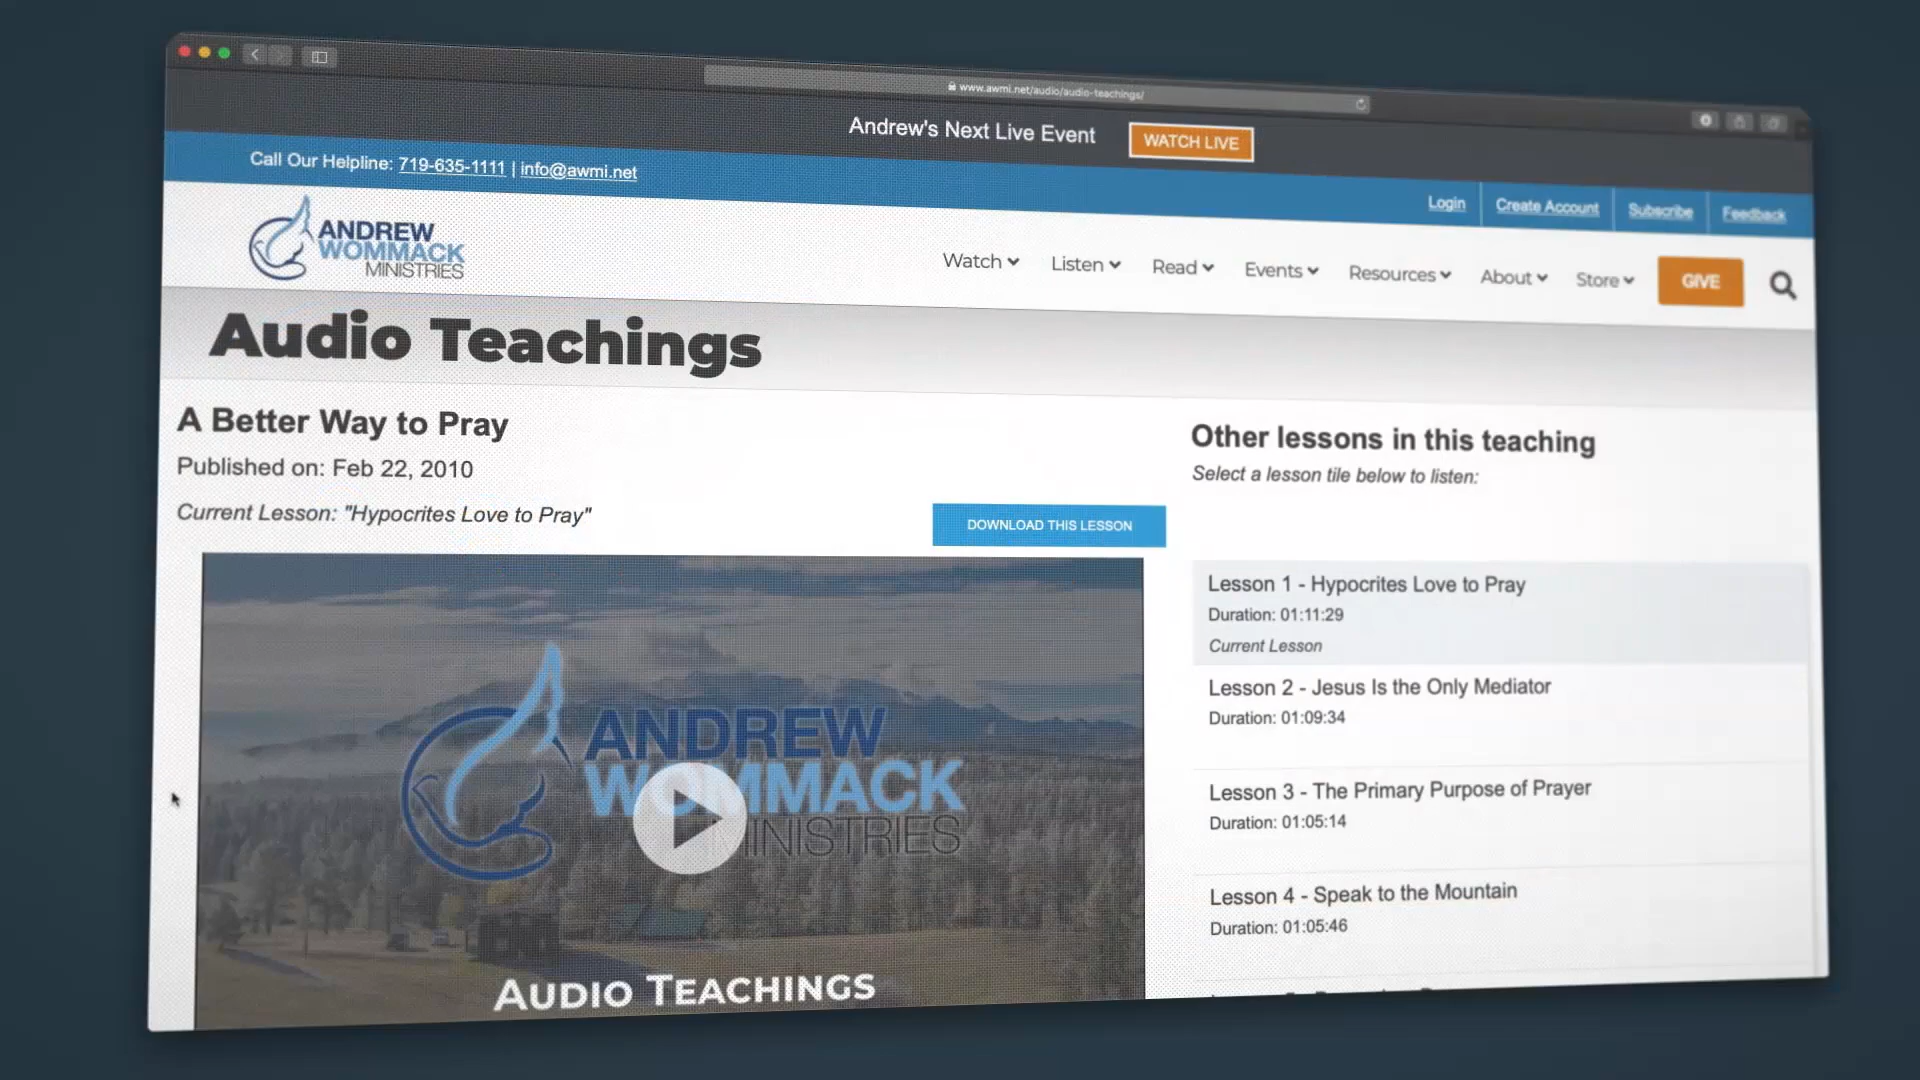 www.awmi.net/audio/audio-teachings/
Andrew's Next Live Event WATCH LIVE
Call Our Helpline: 719-635-1111 | info@awmi.net
Login Create Account Subscribe Feedback
ANDREW
WOMMACK
MINISTRIES
Watch Listen Read Events Resources About Store GIVE
Audio Teachings
A Better Way to Pray
Published on: Feb 22, 2010
Current Lesson: "Hypocrites Love to Pray"
DOWNLOAD THIS LESSON
ANDREW
WOMMACK
MINISTRIES
AUDIO TEACHINGS
Other lessons in this teaching
Select a lesson tile below to listen:
Lesson 1 - Hypocrites Love to Pray
Duration: 01:11:29
Current Lesson
Lesson 2 - Jesus Is the Only Mediator
Duration: 01:09:34
Lesson 3 - The Primary Purpose of Prayer
Duration: 01:05:14
Lesson 4 - Speak to the Mountain
Duration: 01:05:46